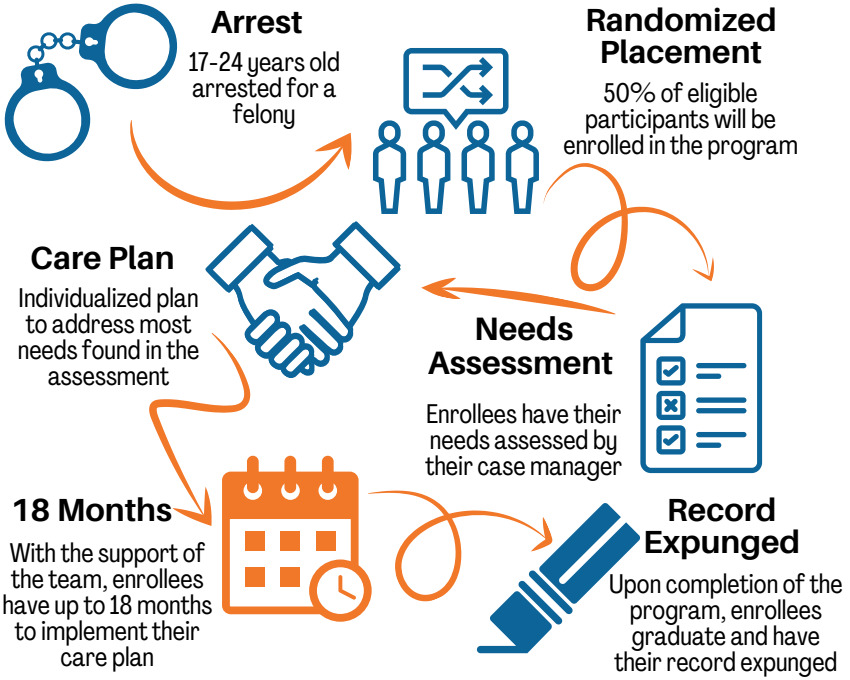 Arrest
17-24 years old
arrested for a
felony
Randomized
Placement
50% of eligible
participants will be
enrolled in the program
Needs
Assessment
Enrollees have their
needs assessed by
their case manager
Care Plan
Individualized plan
to address most
needs found in the
assessment
18 Months
With the support of
the team, enrollees
have up to 18 months
to implement their
care plan
Record
Expunged
Upon completion of the
program, enrollees
graduate and have
their record expunged